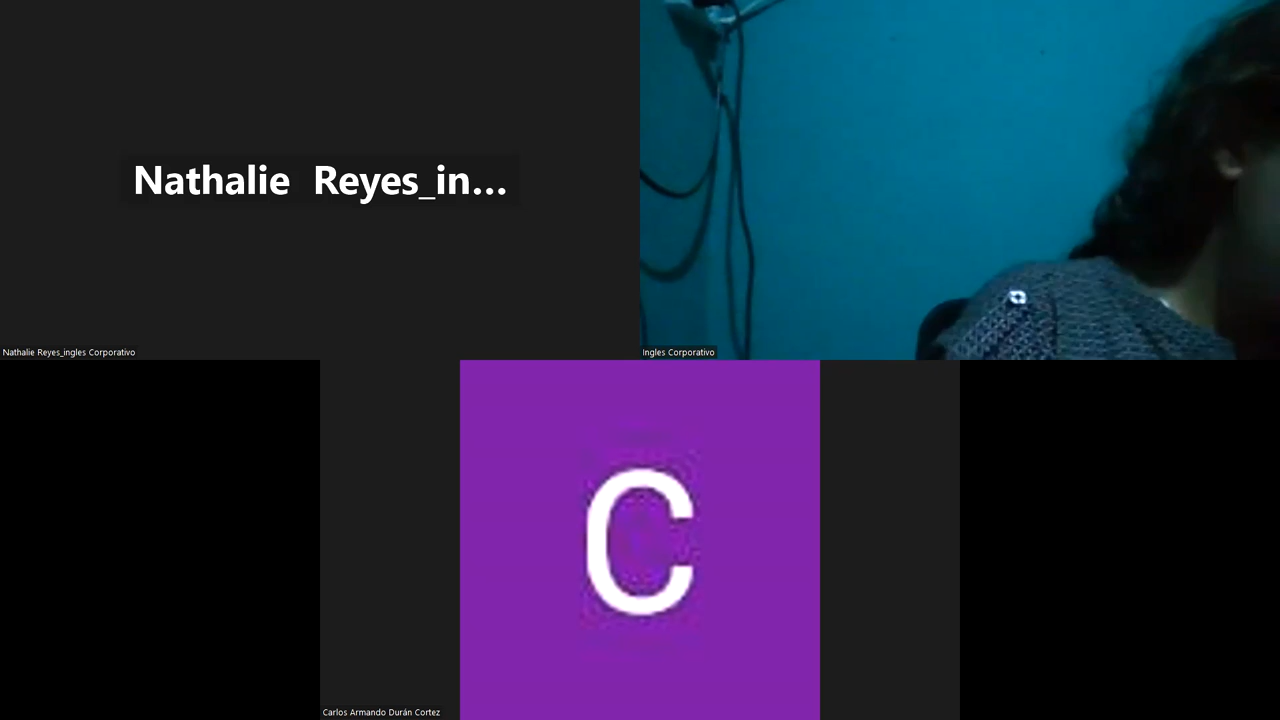 Nathalie Reyes_in...
Nathalie Reyes_ingles Corporativo
Ingles Corporativo
C
Carlos Armando Durán Cortez